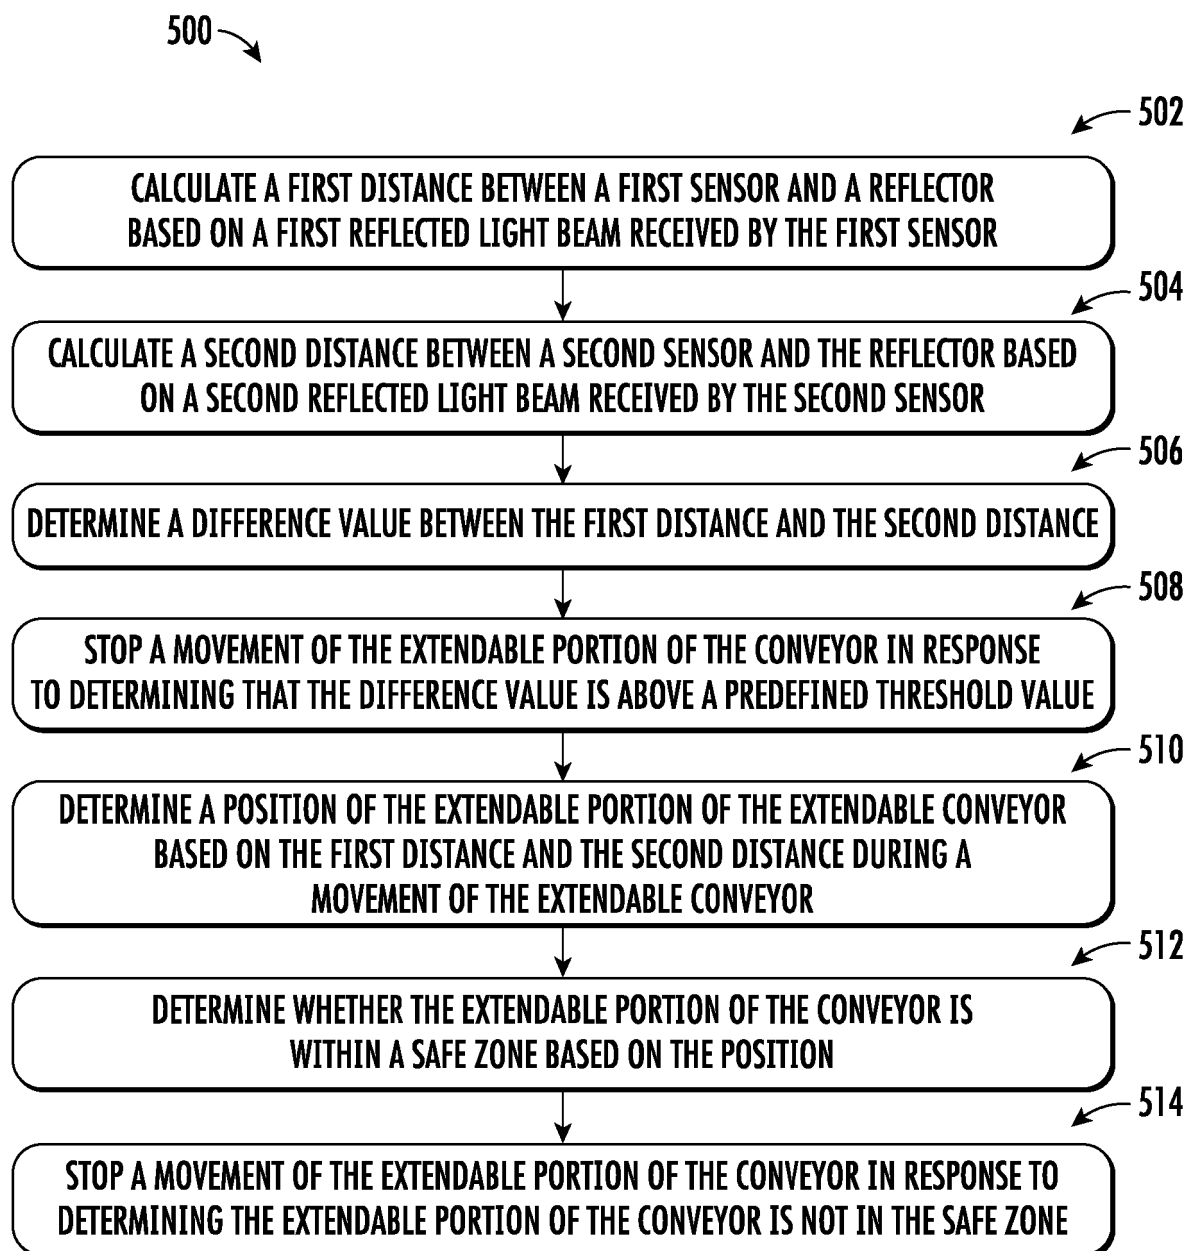 500
502
CALCULATE A FIRST DISTANCE BETWEEN A FIRST SENSOR AND A REFLECTOR
BASED ON A FIRST REFLECTED LIGHT BEAM RECEIVED BY THE FIRST SENSOR
504
CALCULATE A SECOND DISTANCE BETWEEN A SECOND SENSOR AND THE REFLECTOR BASED
ON A SECOND REFLECTED LIGHT BEAM RECEIVED BY THE SECOND SENSOR
506
DETERMINE A DIFFERENCE VALUE BETWEEN THE FIRST DISTANCE AND THE SECOND DISTANCE
508
STOP A MOVEMENT OF THE EXTENDABLE PORTION OF THE CONVEYOR IN RESPONSE
TO DETERMINING THAT THE DIFFERENCE VALUE IS ABOVE A PREDEFINED THRESHOLD VALUE
510
DETERMINE A POSITION OF THE EXTENDABLE PORTION OF THE EXTENDABLE CONVEYOR
BASED ON THE FIRST DISTANCE AND THE SECOND DISTANCE DURING A
MOVEMENT OF THE EXTENDABLE CONVEYOR
512
DETERMINE WHETHER THE EXTENDABLE PORTION OF THE CONVEYOR IS
WITHIN A SAFE ZONE BASED ON THE POSITION
514
STOP A MOVEMENT OF THE EXTENDABLE PORTION OF THE CONVEYOR IN RESPONSE TO
DETERMINING THE EXTENDABLE PORTION OF THE CONVEYOR IS NOT IN THE SAFE ZONE